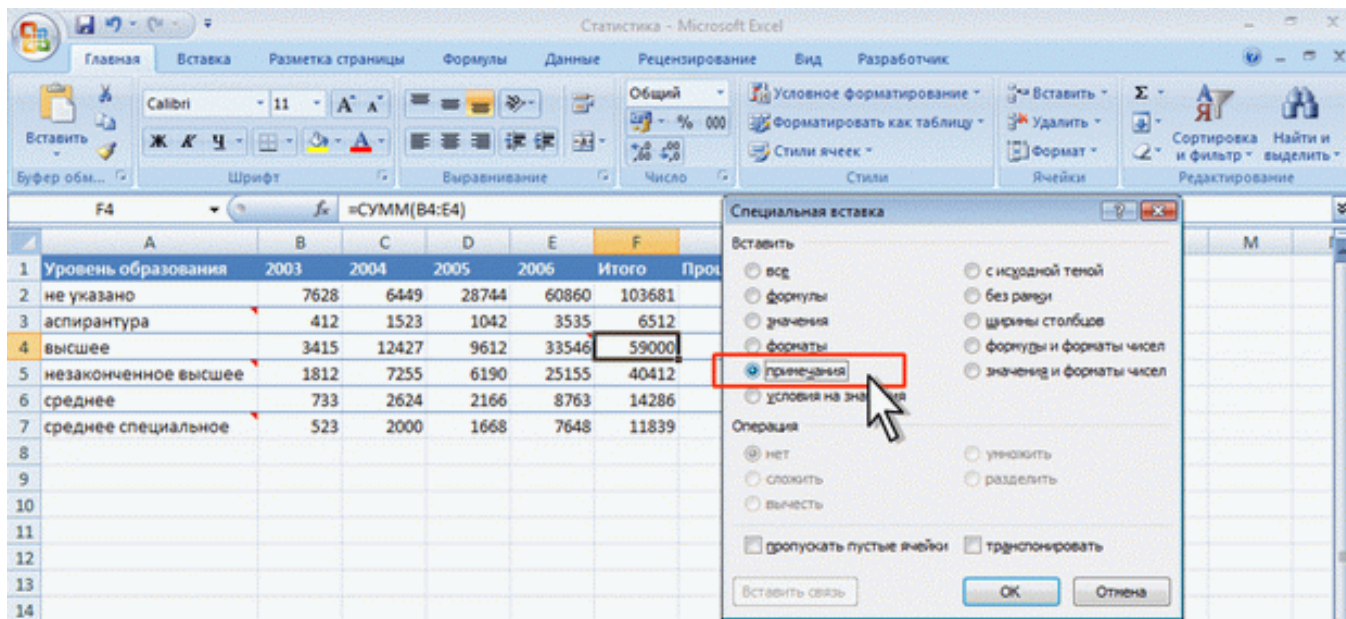 Статистика - Microsoft Excel
Главная Вставка Разметка страницы Формулы Данные Рецензирование Вид Разработчик
Вставить
Calibri 11
Ж К Ч
Общий
% 000
Условное форматирование
Форматировать как таблицу
Стили ячеек
Вставить
Удалить
Формат
Σ
Сортировка и фильтр
Найти и выделить
Буфер обм... Шрифт Выравнивание Число Стили Ячейки Редактирование
F4 fx =СУММ(B4:E4)
A B C D E F M
1 Уровень образования 2003 2004 2005 2006 Итого Проц
2 не указано 7628 6449 28744 60860 103681
3 аспирантура 412 1523 1042 3535 6512
4 высшее 3415 12427 9612 33546 59000
5 незаконченное высшее 1812 7255 6190 25155 40412
6 среднее 733 2624 2166 8763 14286
7 среднее специальное 523 2000 1668 7648 11839
8
9
10
11
12
13
14
Специальная вставка
Вставить
все с исходной темой
формулы без рамки
значения ширины столбцов
форматы формулы и форматы чисел
примечания значения и форматы чисел
условия на
Операция
нет умножить
сложить разделить
вычесть
пропускать пустые ячейки транспонировать
Вставить связь ОК Отмена